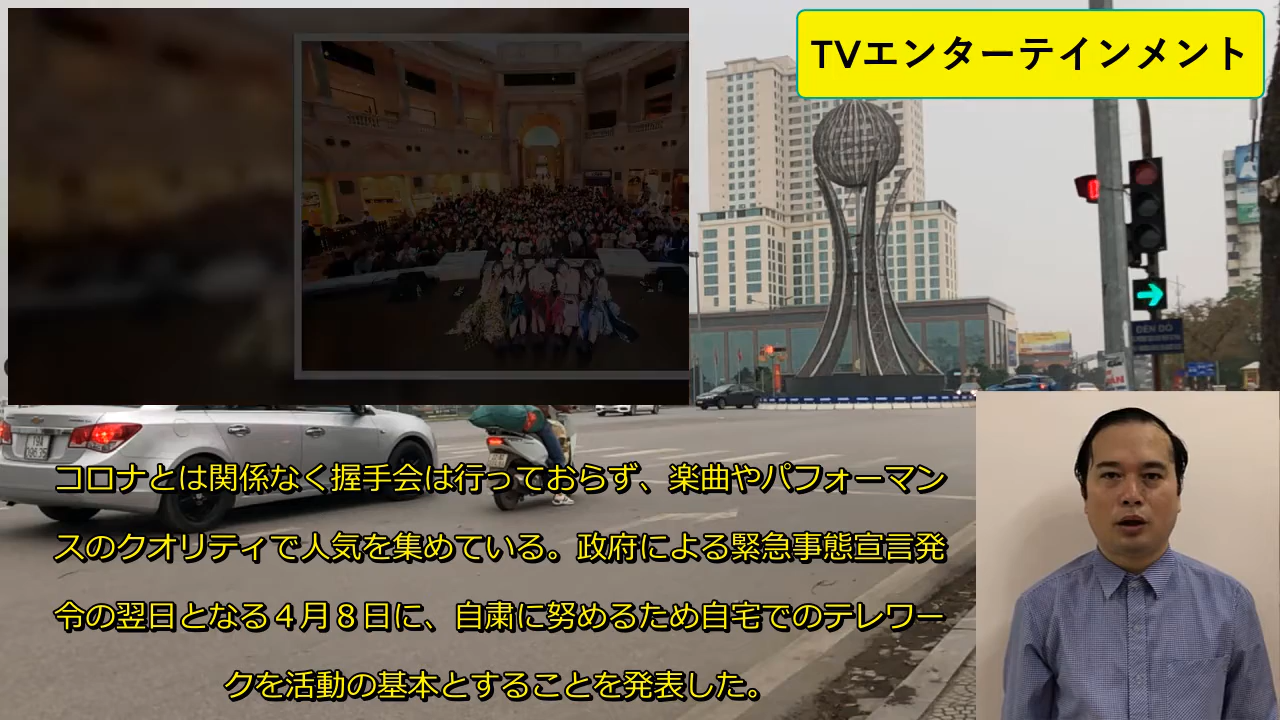 TVエンターテインメント
ĐEN ĐỎ
コロナとは関係なく握手会は行っておらず、楽曲やパフォーマン
スのクオリティで人気を集めている。政府による緊急事態宣言発
令の翌日となる４月８日に、自粛に努めるため自宅でのテレワー
クを活動の基本とすることを発表した。